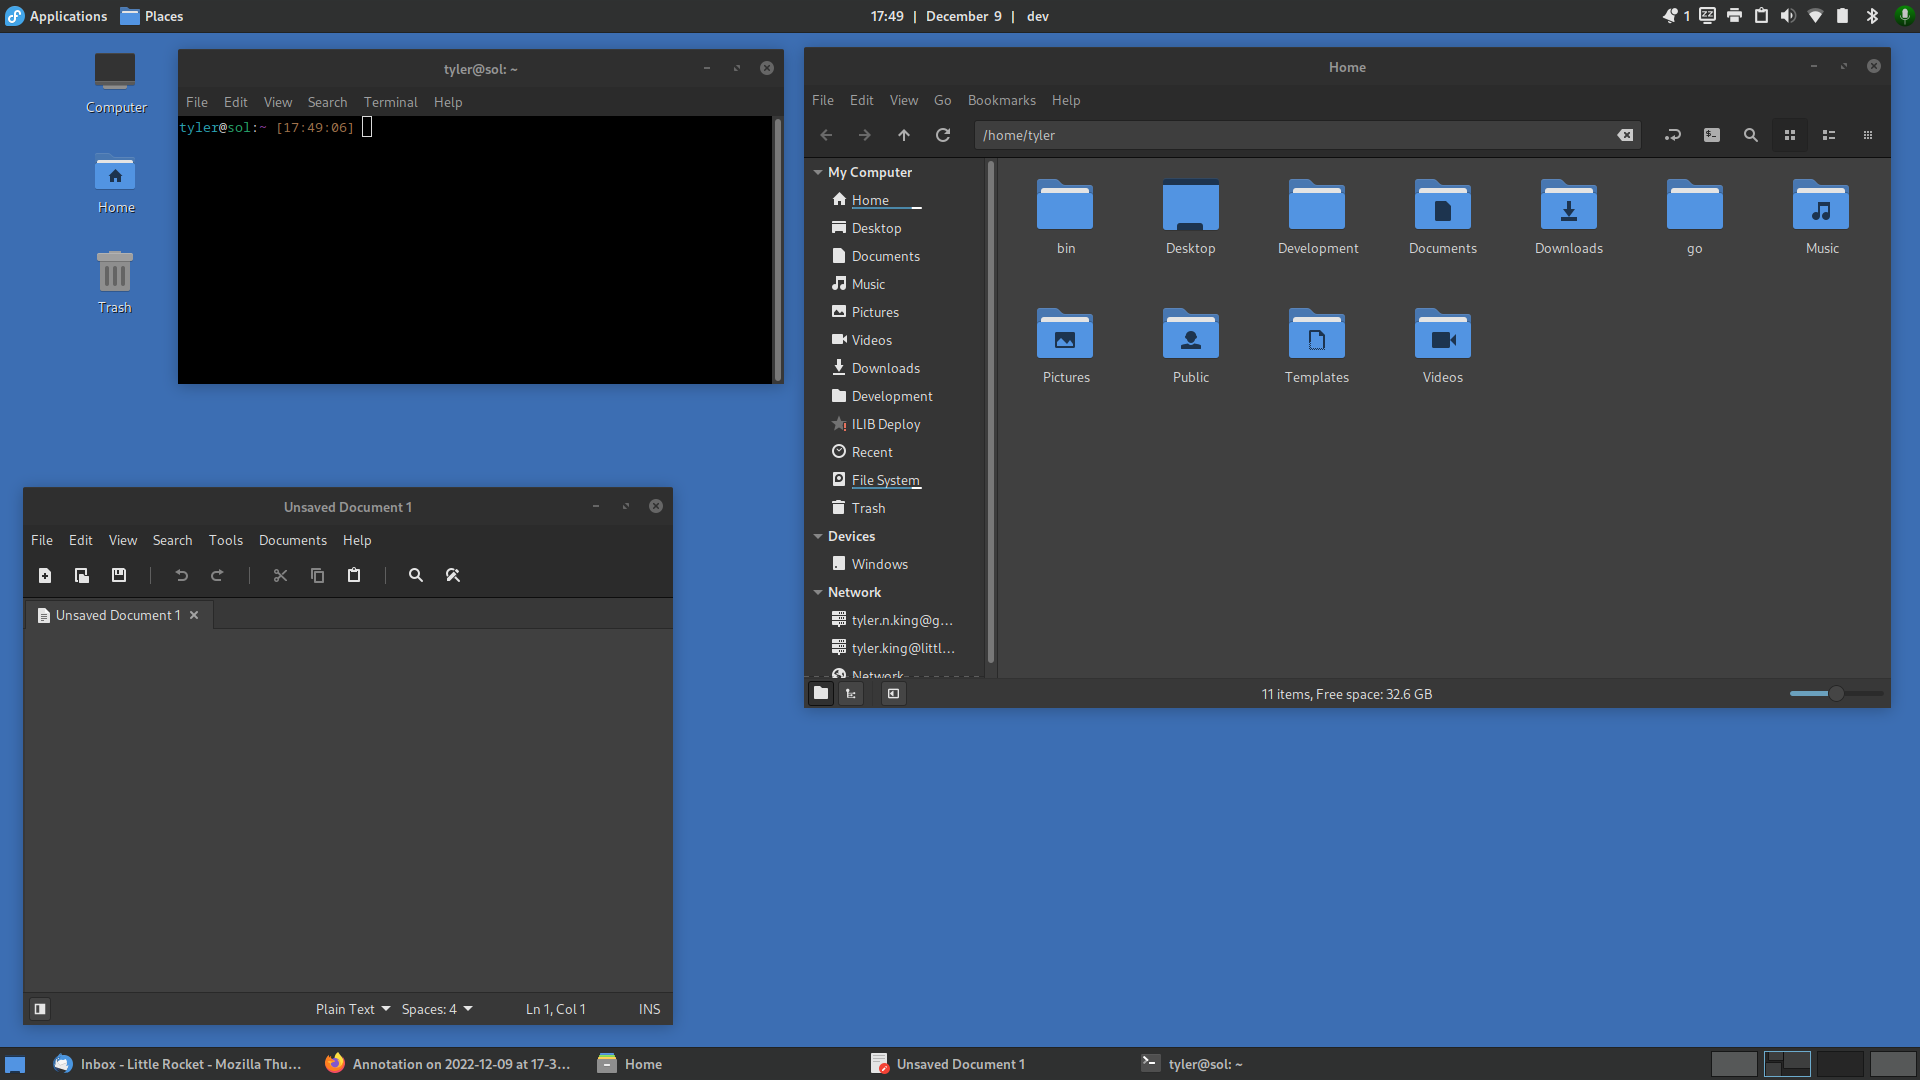 Applications Places 17:49 | December 9 | dev 1
Computer
Home
Trash
tyler@sol: ~
File Edit View Search Terminal Help
tyler@sol:~ [17:49:06]
Home
File Edit View Go Bookmarks Help
/home/tyler
My Computer
Home
Desktop
Documents
Music
Pictures
Videos
Downloads
Development
ILIB Deploy
Recent
File System
Trash
Devices
Windows
Network
tyler.n.king@g...
tyler.king@littl...
Network
bin Desktop Development Documents Downloads go Music
Pictures Public Templates Videos
11 items, Free space: 32.6 GB
Unsaved Document 1
File Edit View Search Tools Documents Help
Unsaved Document 1
Plain Text Spaces: 4 Ln 1, Col 1 INS
Inbox - Little Rocket - Mozilla Thu... Annotation on 2022-12-09 at 17-3... Home Unsaved Document 1 tyler@sol: ~